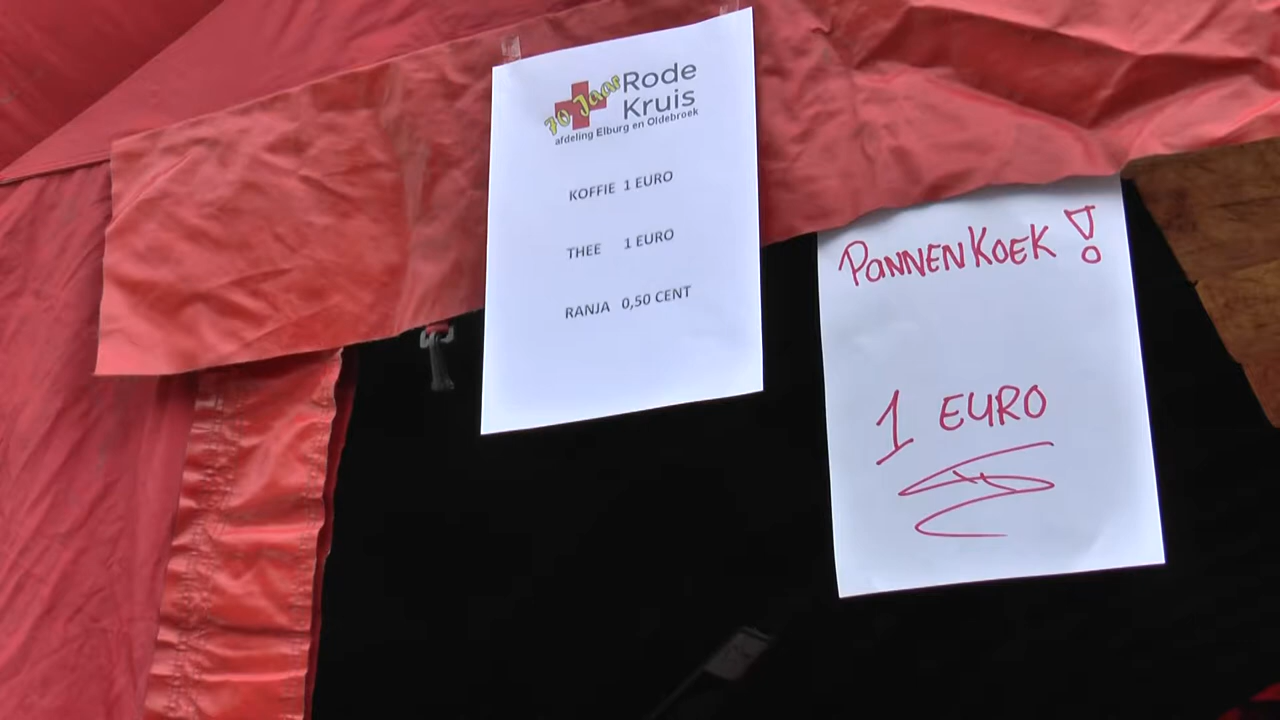 70 Jaar
Rode
Kruis
afdeling Elburg en Oldebroek
KOFFIE 1 EURO
THEE 1 EURO
RANJA 0,50 CENT
PANNENKOEK!
1 EURO